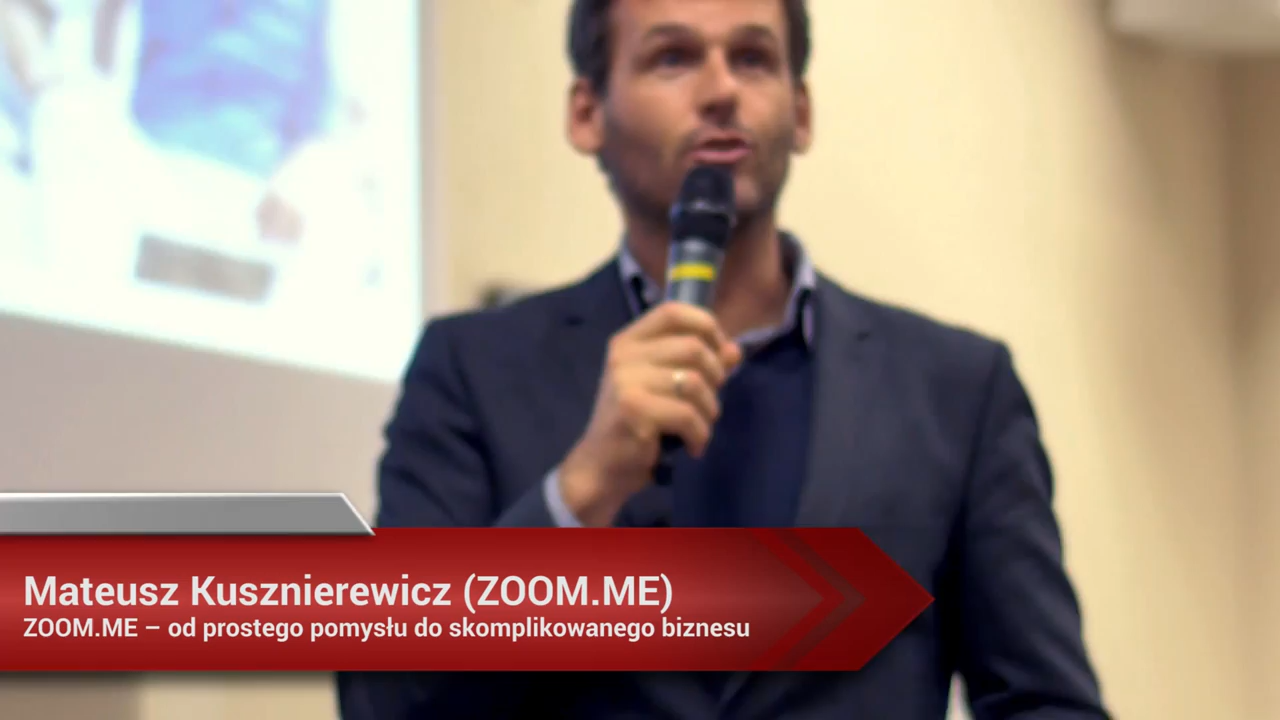 Mateusz Kusznierewicz (ZOOM.ME)
ZOOM.ME – od prostego pomysłu do skomplikowanego biznesu